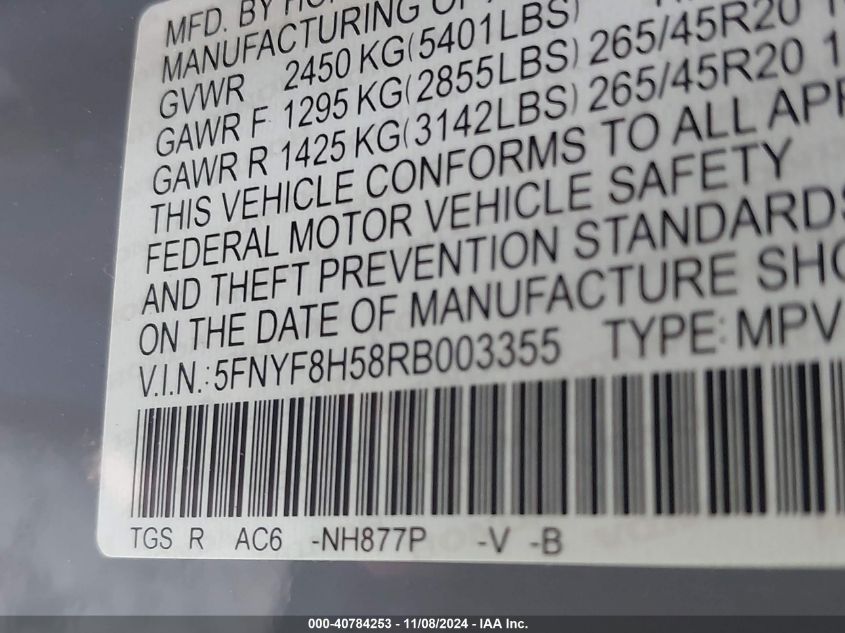 MFD. BY
MANUFACTURING
GVWR 2450 KG(5401LBS)
GAWR F 1295 KG(2855LBS) 265/45R20
GAWR R 1425 KG(3142LBS) 265/45R20
THIS VEHICLE CONFORMS TO ALL
FEDERAL MOTOR VEHICLE SAFETY
AND THEFT PREVENTION STANDARDS
ON THE DATE OF MANUFACTURE
V.I.N.: 5FNYF8H58RB003355 TYPE: MPV
TGS R AC6 -NH877P -V -B
000-40784253 - 11/08/2024 - IAA Inc.